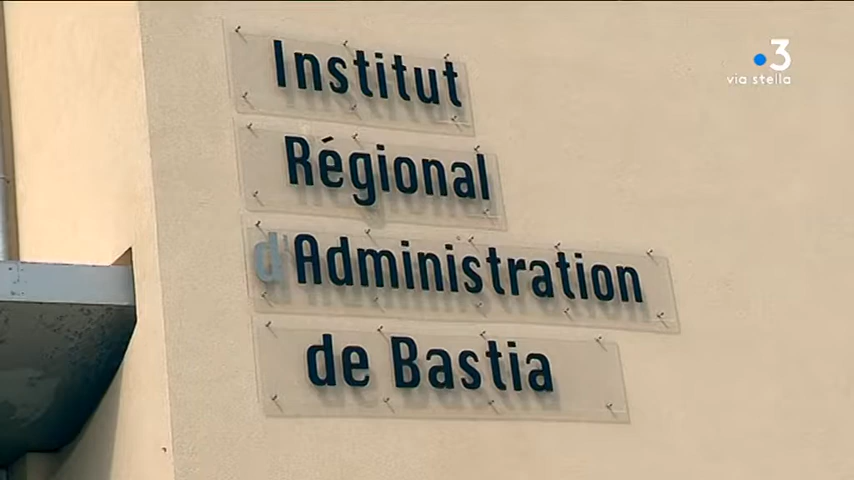 Institut
Régional
d'Administration
de Bastia
3
via stella